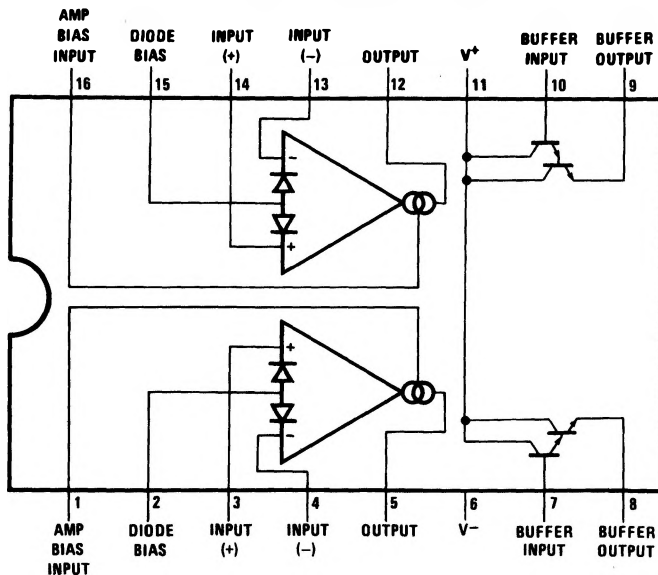 AMP
BIAS
INPUT
DIODE
BIAS
INPUT
(+)
INPUT
(−)
OUTPUT
V+
BUFFER
INPUT
BUFFER
OUTPUT
16 15 14 13 12 11 10 9
−
+
+
−
1 2 3 4 5 6 7 8
AMP
BIAS
INPUT
DIODE
BIAS
INPUT
(+)
INPUT
(−)
OUTPUT
V−
BUFFER
INPUT
BUFFER
OUTPUT